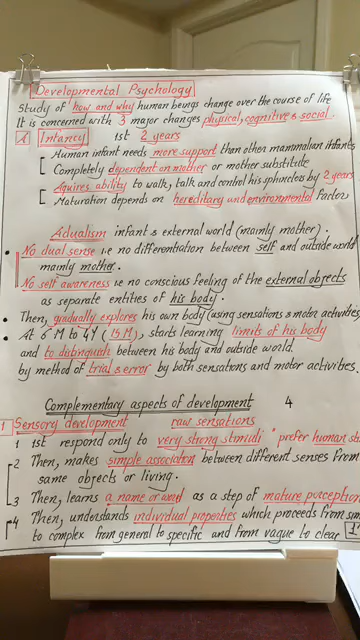 Developmental Psychology
Study of how and why human beings change over the course of life
It is concerned with 3 major changes physical, cognitive & social.
A Infancy 1st 2 years
Human infant needs more support than other mammalian infants
Completely dependent on mother or mother substitute
Aquires ability to walk, talk and control his sphincters by 2 years
Maturation depends on hereditary und environmental factors
Adualism infant & external world (mainly mother).
• No dual sense i.e no differentiation between self and outside world
mainly mother.
No self awareness i.e no conscious feeling of the external objects
as separate entities of his body.
• Then, gradually explores his own body (using sensations & motor activities
• At 6 M to 4 Y (18 M), starts learning limits of his body
and to distinguish between his body and outside world.
by method of trial & error by both sensations and motor activities.
Complementary aspects of development 4
1 Sensory development raw sensations
1 1st respond only to very strong stimuli "prefer human
2 Then, makes simple association between different senses from
same objects or living.
3 Then, learns a name or word as a step of mature perception
4 Then, understands individual properties which proceeds from
to complex from general to specific and from vague to clear